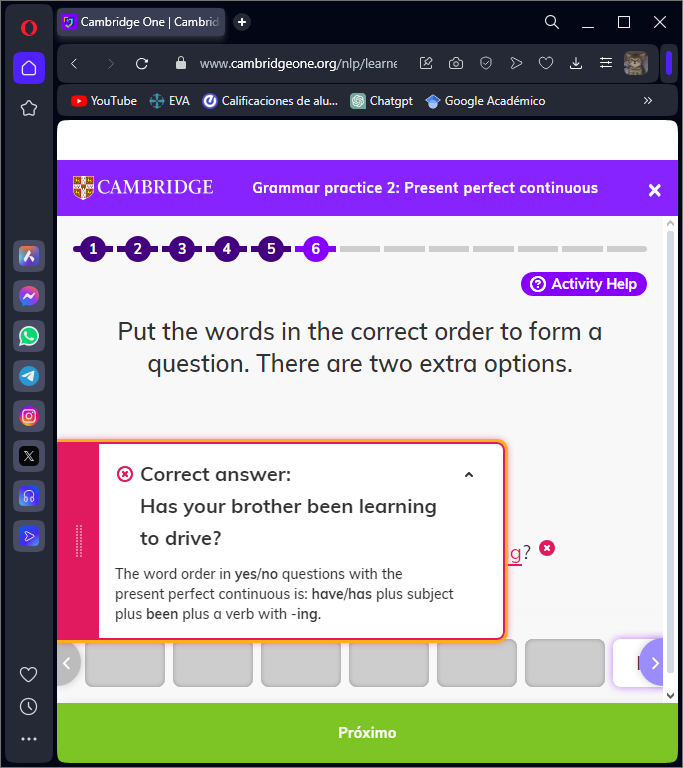 Cambridge One | Cambrid
www.cambridgeone.org/nlp/learne
YouTube
EVA
Calificaciones de alu...
Chatgpt
Google Académico
CAMBRIDGE
Grammar practice 2: Present perfect continuous
1 2 3 4 5 6
Activity Help
Put the words in the correct order to form a
question. There are two extra options.
Correct answer:
Has your brother been learning
to drive?
g?
The word order in yes/no questions with the
present perfect continuous is: have/has plus subject
plus been plus a verb with -ing.
Próximo